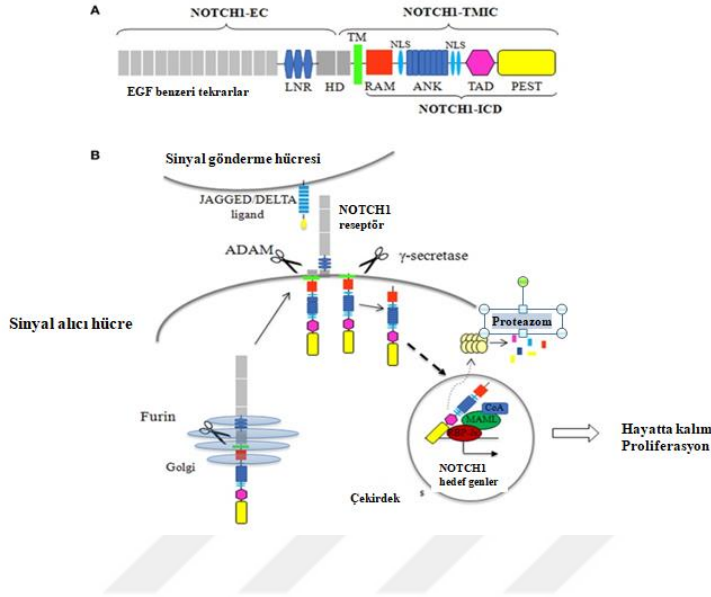 A
NOTCH1-EC
NOTCH1-TMIC
TM
NLS
NLS
EGF benzeri tekrarlar
LNR
HD
RAM
ANK
TAD
PEST
NOTCH1-ICD
B
Sinyal gönderme hücresi
JAGGED/DELTA
ligand
NOTCH1
reseptör
ADAM
γ-secretase
Sinyal alıcı hücre
Proteazom
Furin
Golgi
CoA
MAML
NOTCH1
hedef genler
s
Çekirdek
Hayatta kalım
Proliferasyon